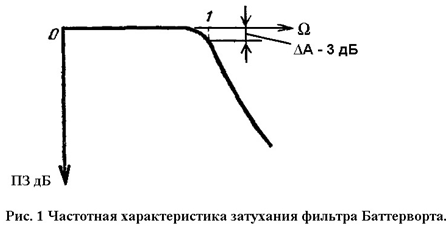 0
1
Ω
ΔA - 3 дБ
ПЗ дБ
Рис. 1 Частотная характеристика затухания фильтра Баттерворта.